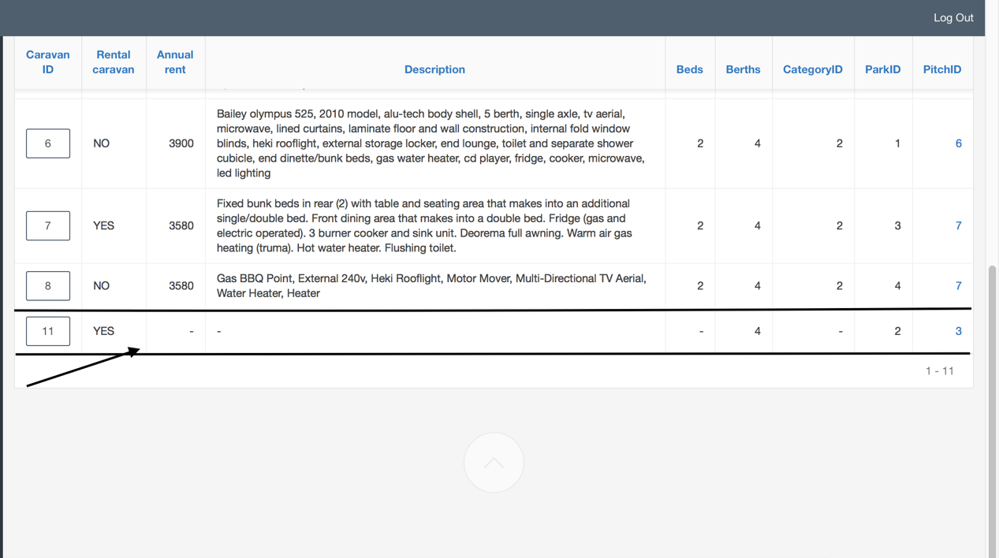 Log Out
Caravan ID Rental caravan Annual rent Description Beds Berths CategoryID ParkID PitchID
Bailey olympus 525, 2010 model, alu-tech body shell, 5 berth, single axle, tv aerial,
microwave, lined curtains, laminate floor and wall construction, internal fold window
6 NO 3900 blinds, heki rooflight, external storage locker, end lounge, toilet and separate shower 2 4 2 1 6
cubicle, end dinette/bunk beds, gas water heater, cd player, fridge, cooker, microwave,
led lighting
Fixed bunk beds in rear (2) with table and seating area that makes into an additional
single/double bed. Front dining area that makes into a double bed. Fridge (gas and
7 YES 3580 electric operated). 3 burner cooker and sink unit. Deorema full awning. Warm air gas 2 4 2 3 7
heating (truma). Hot water heater. Flushing toilet.
8 NO 3580 Gas BBQ Point, External 240v, Heki Rooflight, Motor Mover, Multi-Directional TV Aerial, 2 4 2 4 7
Water Heater, Heater
11 YES - - - 4 - 2 3
1 - 11